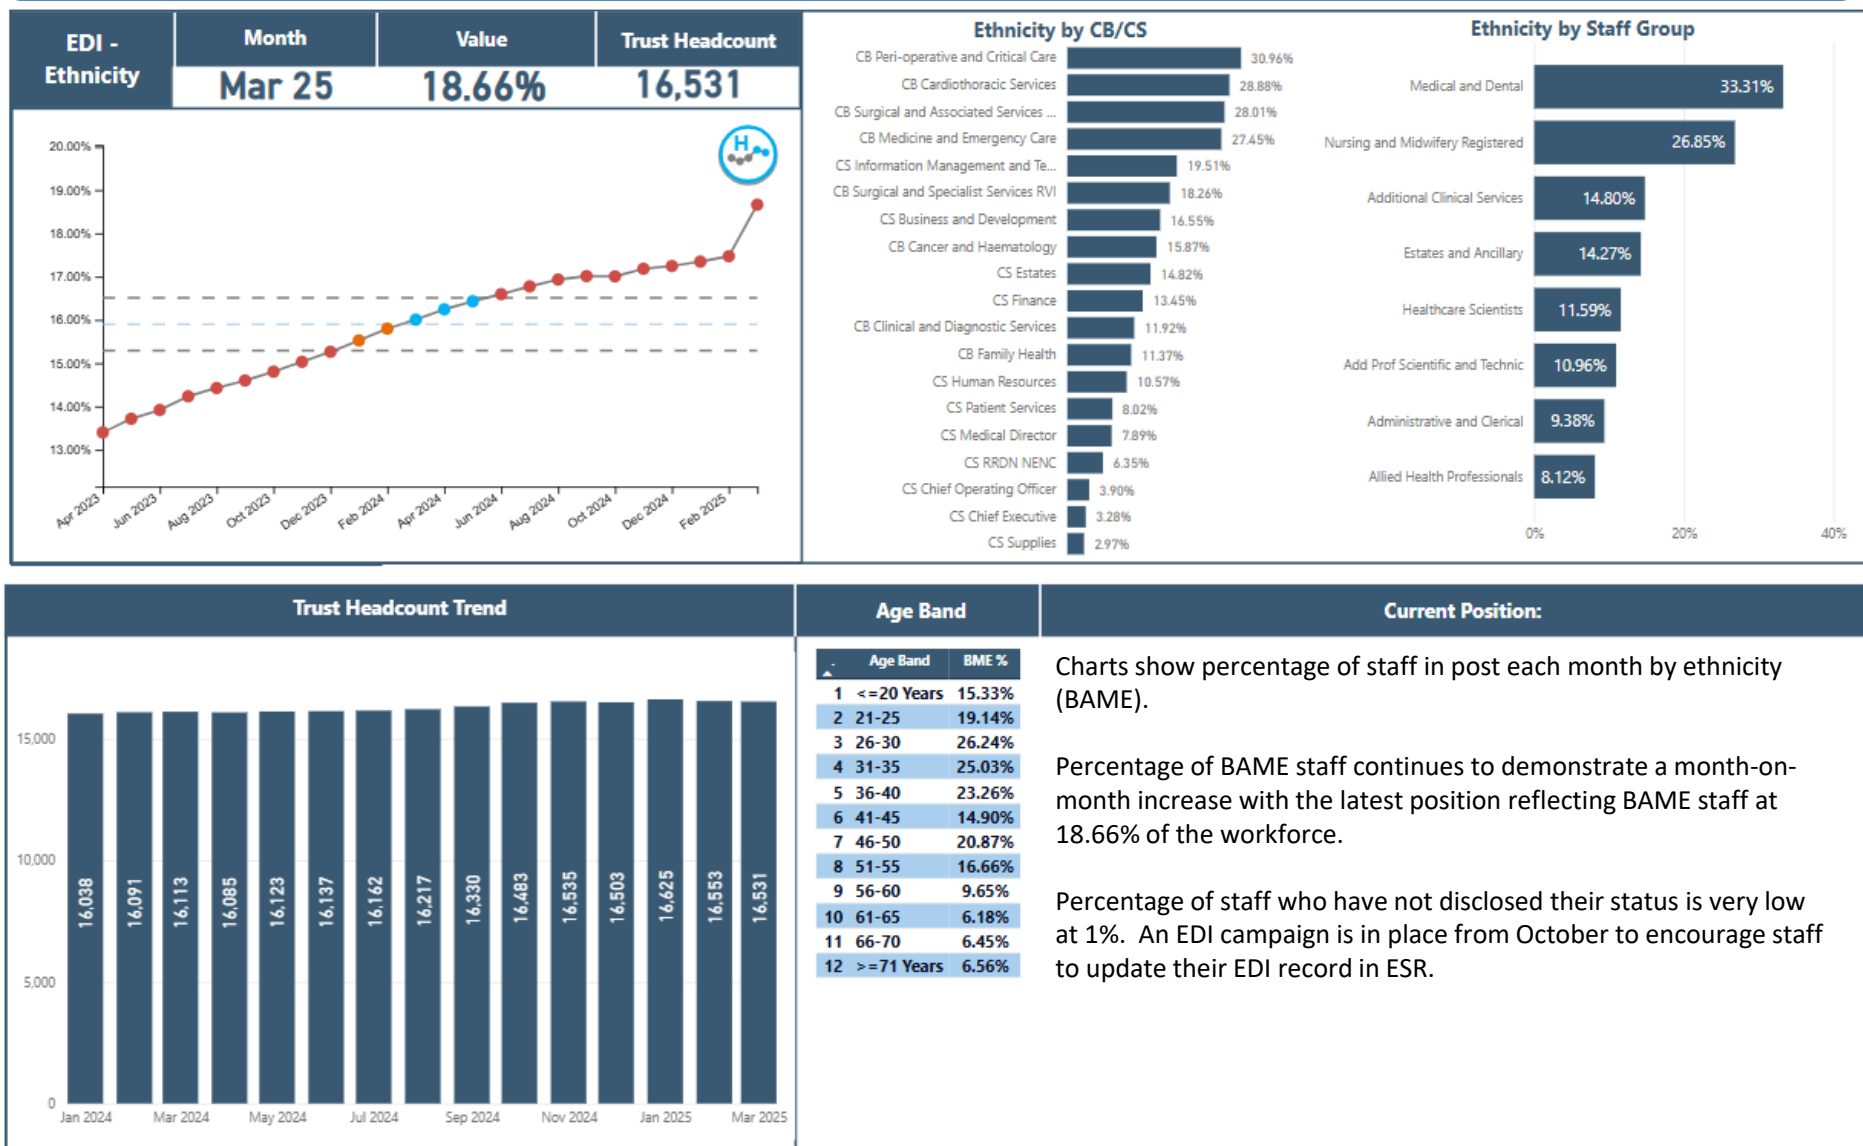 EDI -
Ethnicity
Month
Mar 25
Value
18.66%
Trust Headcount
16,531
H
20.00%
19.00%
18.00%
17.00%
16.00%
15.00%
14.00%
13.00%
Apr 2023
Jun 2023
Aug 2023
Oct 2023
Dec 2023
Feb 2024
Apr 2024
Jun 2024
Aug 2024
Oct 2024
Dec 2024
Feb 2025
Ethnicity by CB/CS
CB Peri-operative and Critical Care 30.96%
CB Cardiothoracic Services 28.88%
CB Surgical and Associated Services ... 28.01%
CB Medicine and Emergency Care 27.45%
CS Information Management and Te... 19.51%
CB Surgical and Specialist Services RVI 18.26%
CS Business and Development 16.55%
CB Cancer and Haematology 15.87%
CS Estates 14.82%
CS Finance 13.45%
CB Clinical and Diagnostic Services 11.92%
CB Family Health 11.37%
CS Human Resources 10.57%
CS Patient Services 8.02%
CS Medical Director 7.89%
CS RRDN NENC 6.35%
CS Chief Operating Officer 3.90%
CS Chief Executive 3.28%
CS Supplies 2.97%
Ethnicity by Staff Group
Medical and Dental 33.31%
Nursing and Midwifery Registered 26.85%
Additional Clinical Services 14.80%
Estates and Ancillary 14.27%
Healthcare Scientists 11.59%
Add Prof Scientific and Technic 10.96%
Administrative and Clerical 9.38%
Allied Health Professionals 8.12%
0% 20% 40%
Trust Headcount Trend
15,000
10,000
5,000
0
16,038
16,091
16,113
16,085
16,123
16,137
16,162
16,217
16,330
16,483
16,535
16,503
16,625
16,553
16,531
Jan 2024 Mar 2024 May 2024 Jul 2024 Sep 2024 Nov 2024 Jan 2025 Mar 2025
Age Band
. Age Band BME %
1 <=20 Years 15.33%
2 21-25 19.14%
3 26-30 26.24%
4 31-35 25.03%
5 36-40 23.26%
6 41-45 14.90%
7 46-50 20.87%
8 51-55 16.66%
9 56-60 9.65%
10 61-65 6.18%
11 66-70 6.45%
12 >=71 Years 6.56%
Current Position:
Charts show percentage of staff in post each month by ethnicity
(BAME).
Percentage of BAME staff continues to demonstrate a month-on-
month increase with the latest position reflecting BAME staff at
18.66% of the workforce.
Percentage of staff who have not disclosed their status is very low
at 1%.  An EDI campaign is in place from October to encourage staff
to update their EDI record in ESR.